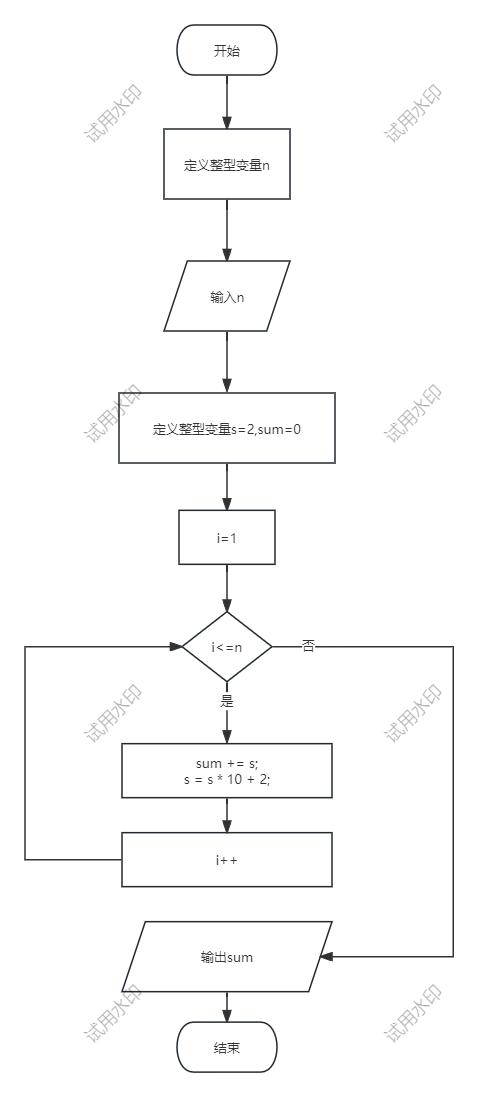 开始
试用水印
试用水印
定义整型变量n
输入n
试用水印
试用水印
定义整型变量s=2,sum=0
i=1
i<=n
否
是
试用水印
试用水印
sum += s;
s = s * 10 + 2;
i++
输出sum
试用水印
试用水印
结束